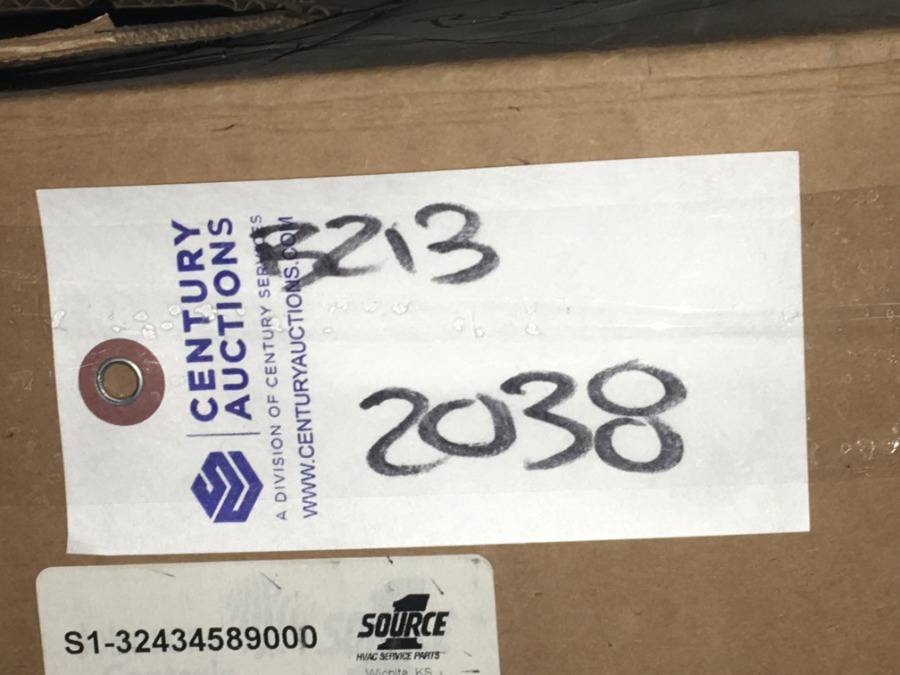 B213
2038
CENTURY
AUCTIONS
A DIVISION OF CENTURY SERVICES
WWW.CENTURYAUCTIONS.COM
S1-32434589000
SOURCE 1
HVAC SERVICE PARTS
Wichita, KS